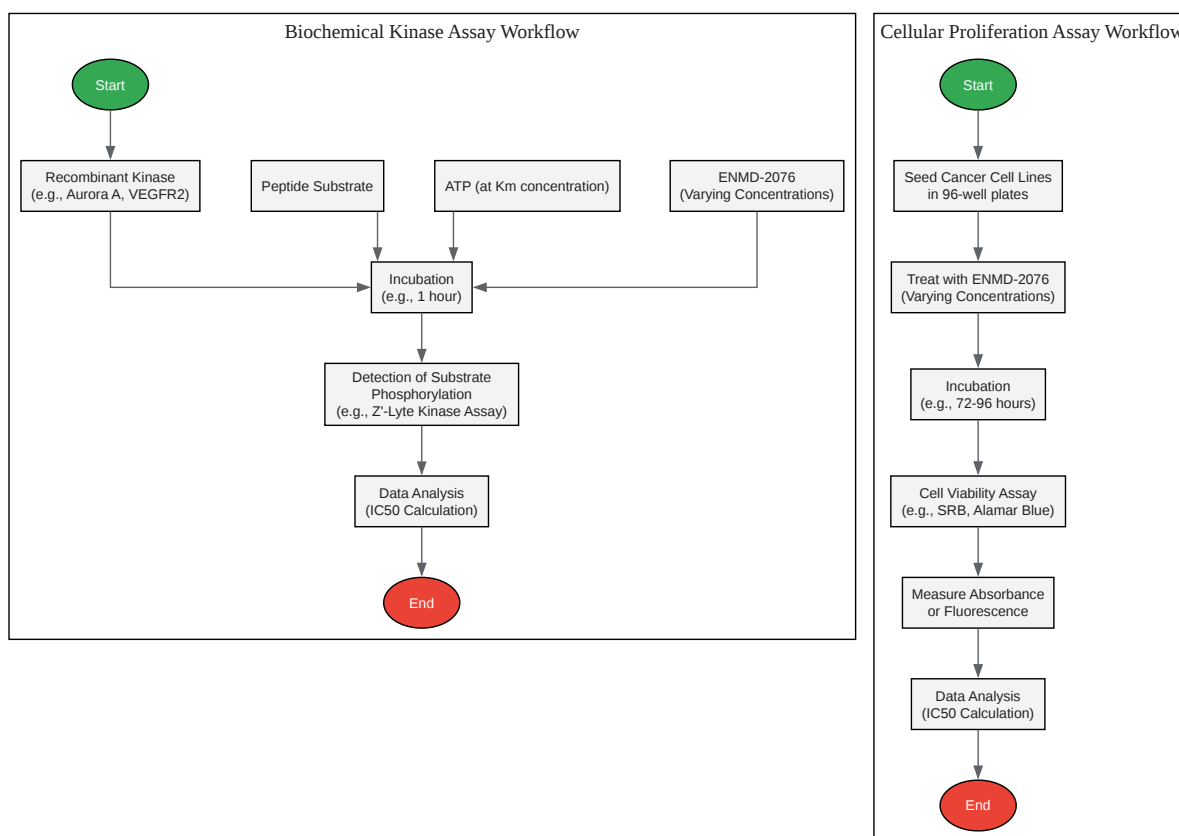 Biochemical Kinase Assay Workflow
Start
Recombinant Kinase
(e.g., Aurora A, VEGFR2)
Peptide Substrate
ATP (at Km concentration)
ENMD-2076
(Varying Concentrations)
Incubation
(e.g., 1 hour)
Detection of Substrate
Phosphorylation
(e.g., Z'-Lyte Kinase Assay)
Data Analysis
(IC50 Calculation)
End
Cellular Proliferation Assay Workflow
Start
Seed Cancer Cell Lines
in 96-well plates
Treat with ENMD-2076
(Varying Concentrations)
Incubation
(e.g., 72-96 hours)
Cell Viability Assay
(e.g., SRB, Alamar Blue)
Measure Absorbance
or Fluorescence
Data Analysis
(IC50 Calculation)
End